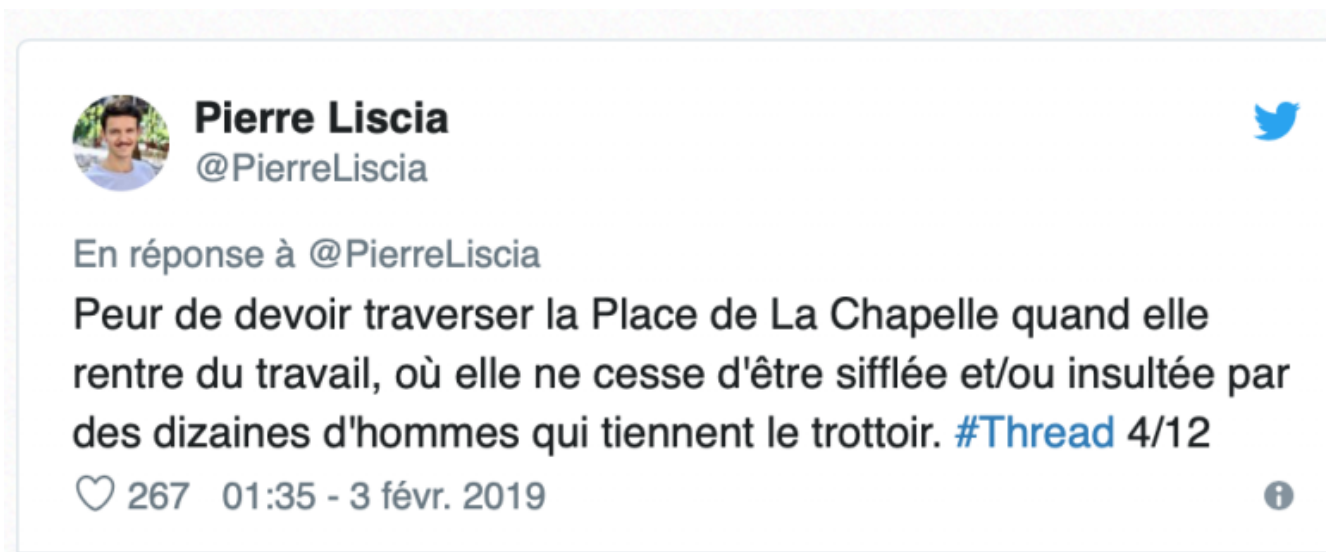 Pierre Liscia
@PierreLiscia
En réponse à @PierreLiscia
Peur de devoir traverser la Place de La Chapelle quand elle
rentre du travail, où elle ne cesse d'être sifflée et/ou insultée par
des dizaines d'hommes qui tiennent le trottoir. #Thread 4/12
267 01:35 - 3 févr. 2019